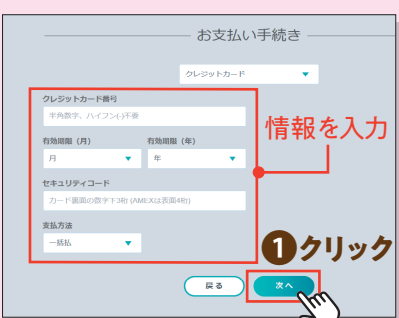 お支払い手続き
クレジットカード
クレジットカード番号
半角数字、ハイフン(-)不要
有効期限 (月) 有効期限 (年)
月 年
情報を入力
セキュリティコード
カード裏面の数字下3桁 (AMEXは表面4桁)
支払方法
一括払
❶クリック
戻る 次へ